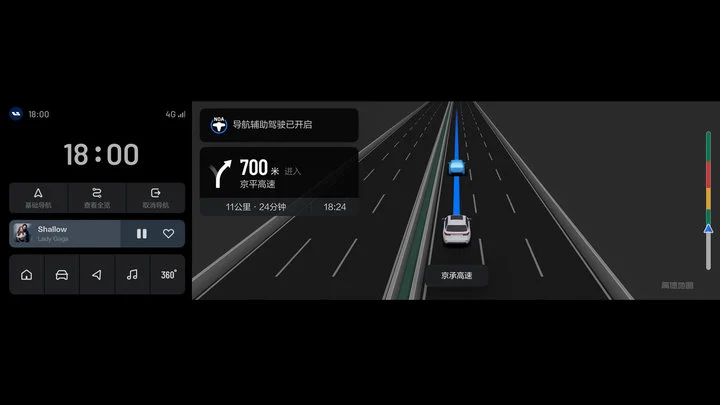 18:00
4G
18:00
基础导航
查看全览
取消导航
Shallow
Lady Gaga
360°
NOA
导航辅助驾驶已开启
700 米 进入
京平高速
11公里 · 24分钟
18:24
京承高速
高德地图